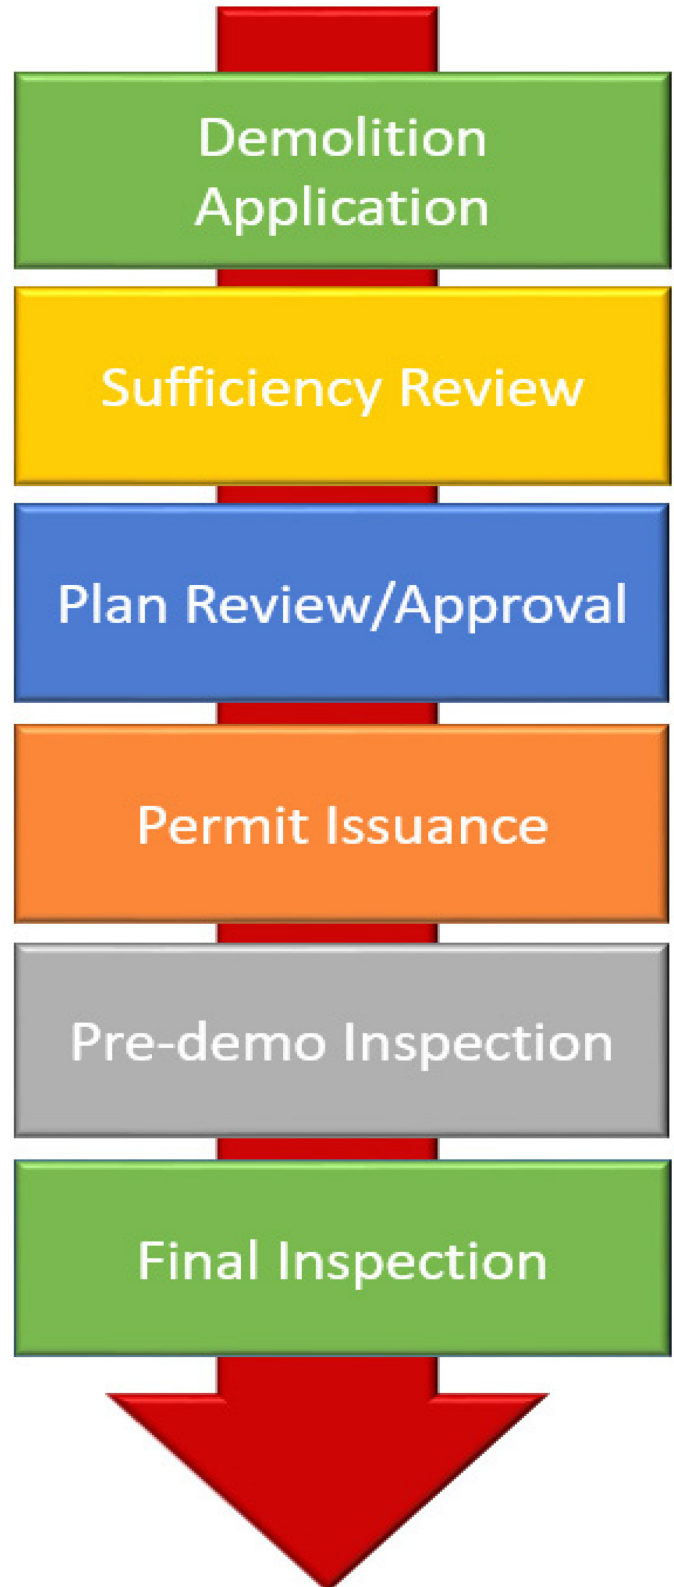 Demolition
Application
Sufficiency Review
Plan Review/Approval
Permit Issuance
Pre-demo Inspection
Final Inspection